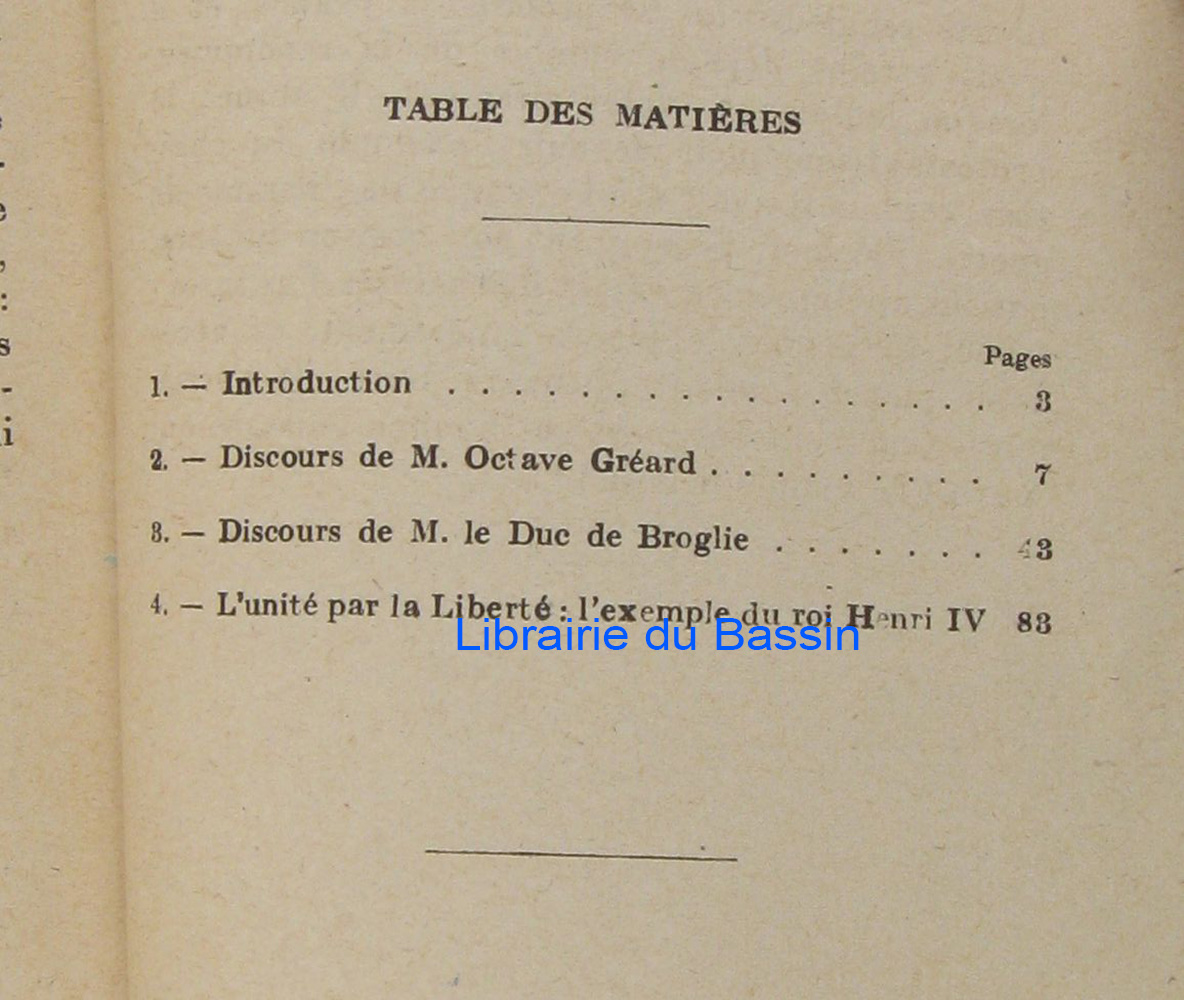 TABLE DES MATIÈRES
Pages
1. — Introduction . . . . . . . . . . . . . . . . . 3
2. — Discours de M. Octave Gréard . . . . . . . . . 7
3. — Discours de M. le Duc de Broglie . . . . . . . 43
4. — L'unité par la Liberté : l'exemple du roi Henri IV 83
Librairie du Bassin